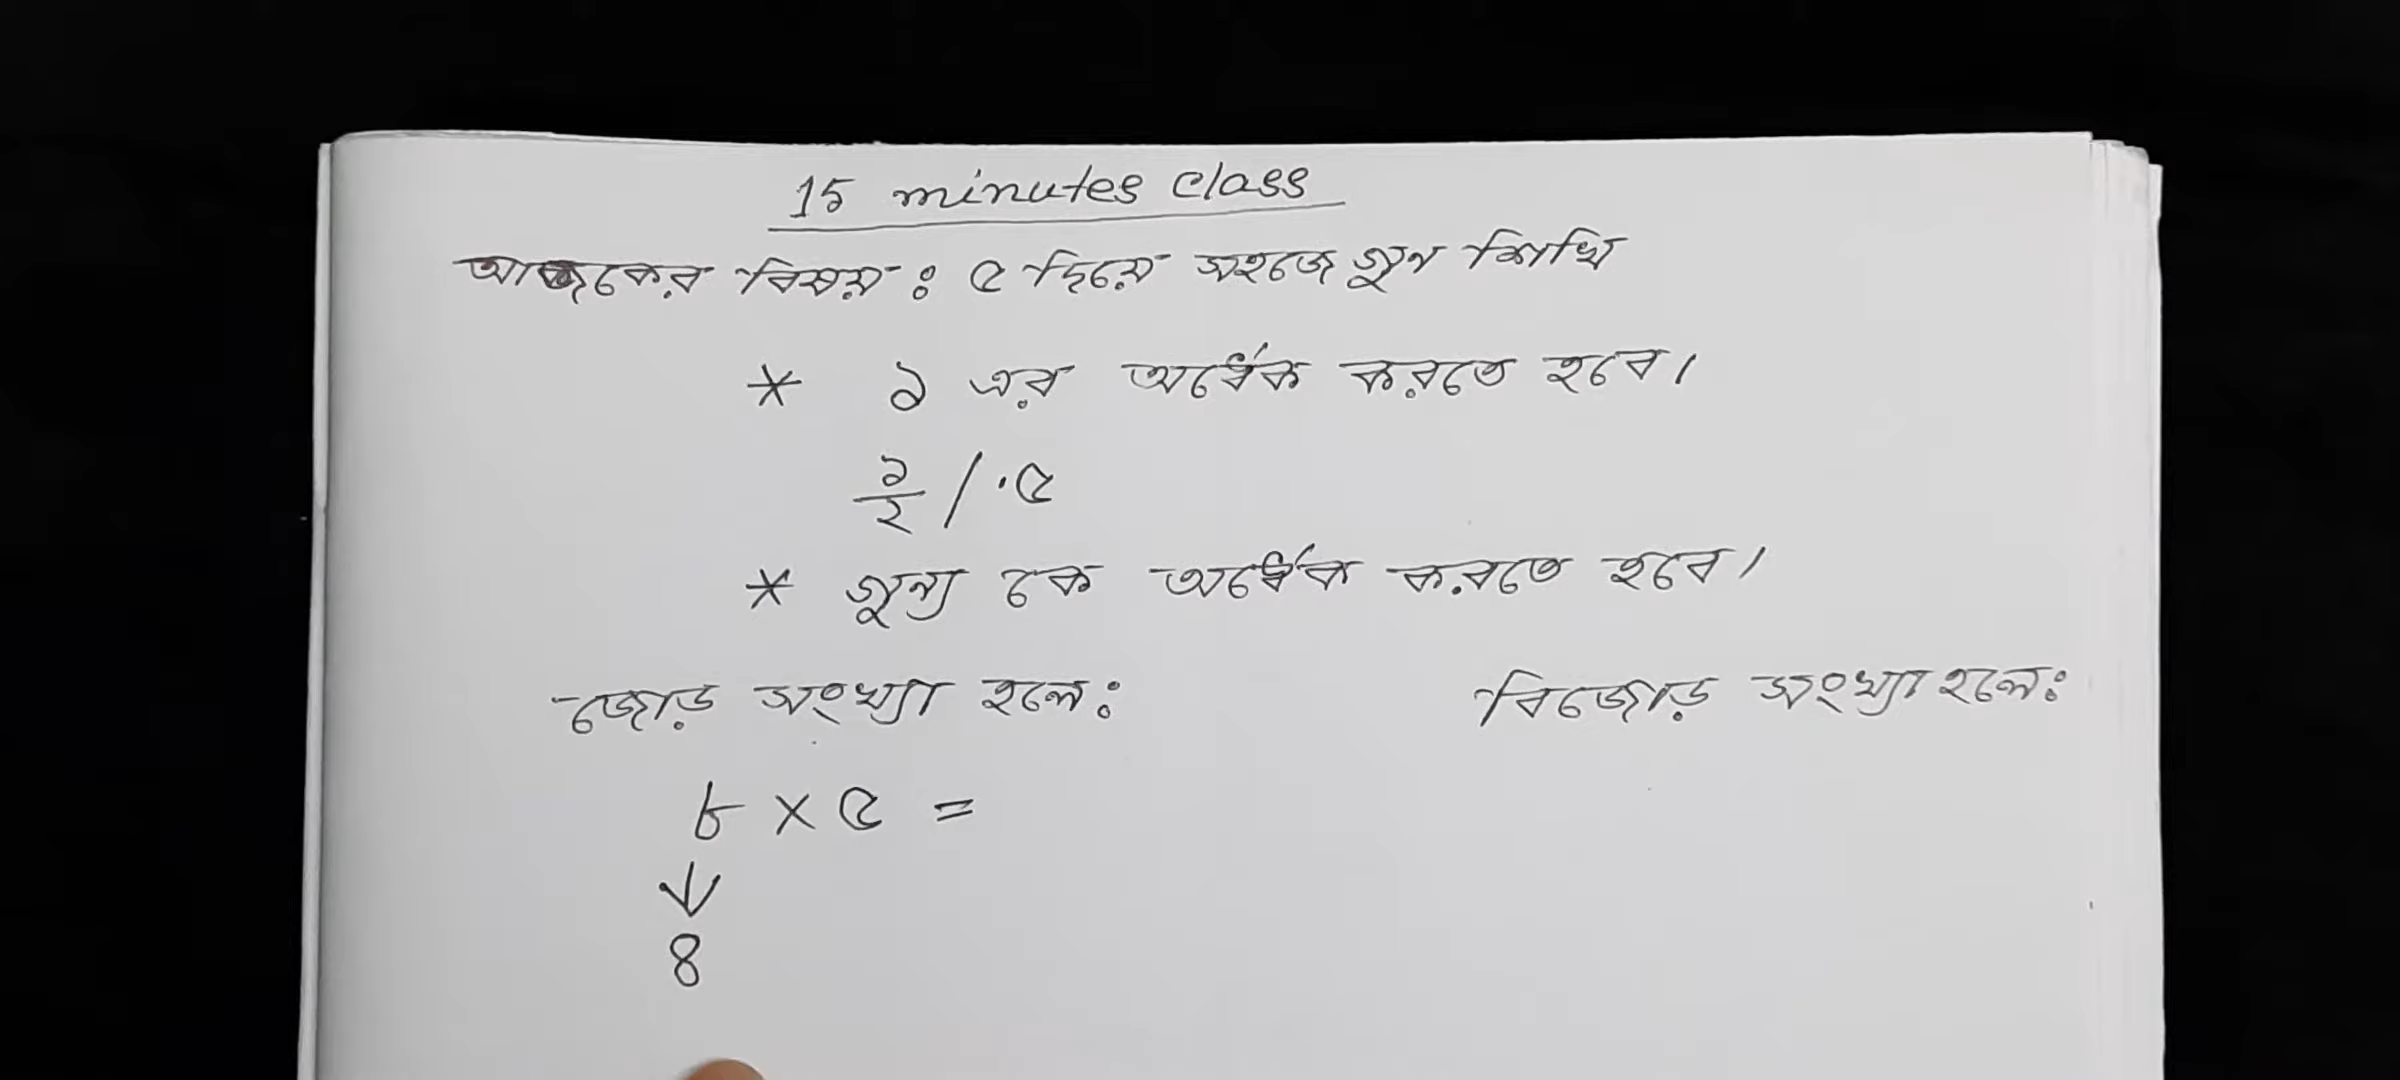 15 minutes class
আজকের বিষয়ঃ ৫ দিয়ে সহজে গুন শিখি
* ১ এর অর্ধেক করতে হবে।
১/২ / .৫
* গুন্য কে অর্ধেক করতে হবে।
জোড় সংখ্যা হলেঃ বিজোড় সংখ্যা হলেঃ
৮ × ৫ =
↓
৪